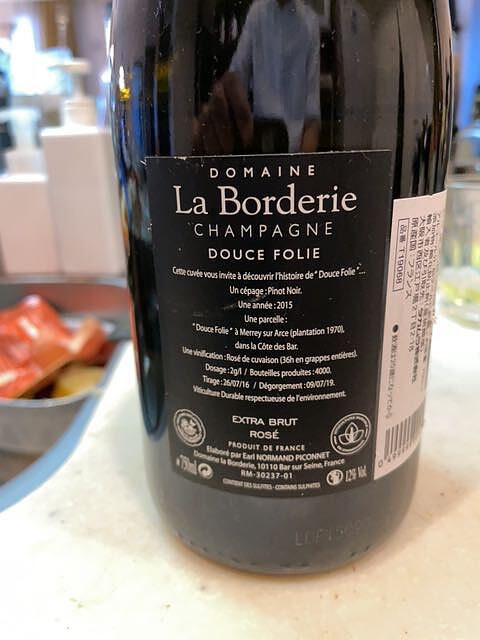 DOMAINE
La Borderie
CHAMPAGNE
DOUCE FOLIE
Cette cuvée vous invite à découvrir l'histoire de "Douce Folie"...
Un cépage : Pinot Noir.
Une année : 2015
Une parcelle :
"Douce Folie" à Merrey sur Arce (plantation 1970),
dans la Côte des Bar.
Une vinification : Rosé de cuvaison (36h en grappes entières).
Dosage : 2g/l / Bouteilles produites : 4000.
Tirage : 26/07/16 / Dégorgement : 09/07/19.
Viticulture Durable respectueuse de l'environnement.
EXTRA BRUT
ROSÉ
PRODUIT DE FRANCE
Elaboré par Earl NORMAND PICONNET
Domaine la Borderie, 10110 Bar sur Seine, France
RM-30237-01
750ml
12% Vol.
CONTIENT DES SULFITES - CONTAINS SULPHITES
品番 T19068